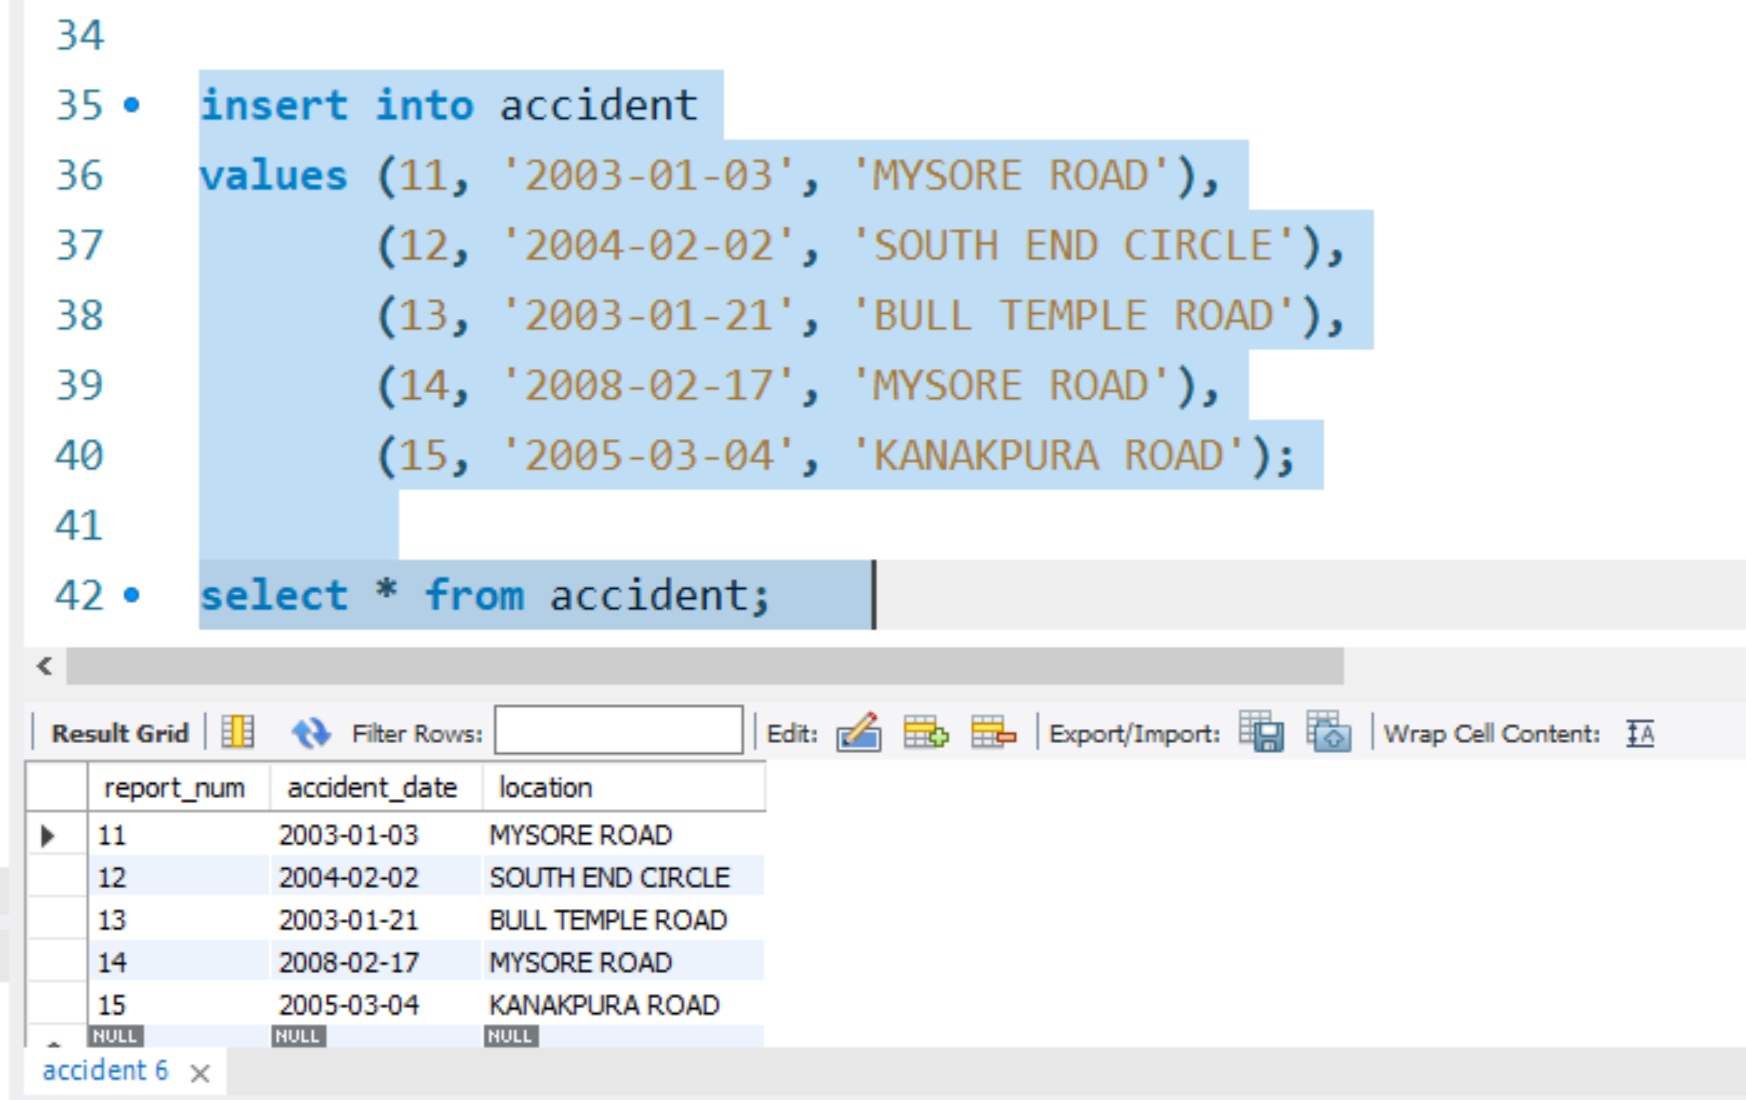 34
35 insert into accident
36 values (11, '2003-01-03', 'MYSORE ROAD'),
37 (12, '2004-02-02', 'SOUTH END CIRCLE'),
38 (13, '2003-01-21', 'BULL TEMPLE ROAD'),
39 (14, '2008-02-17', 'MYSORE ROAD'),
40 (15, '2005-03-04', 'KANAKPURA ROAD');
41
42 select * from accident;
Result Grid Filter Rows: Edit: Export/Import: Wrap Cell Content: IA
report_num accident_date location
11 2003-01-03 MYSORE ROAD
12 2004-02-02 SOUTH END CIRCLE
13 2003-01-21 BULL TEMPLE ROAD
14 2008-02-17 MYSORE ROAD
15 2005-03-04 KANAKPURA ROAD
NULL NULL NULL
accident 6 ×